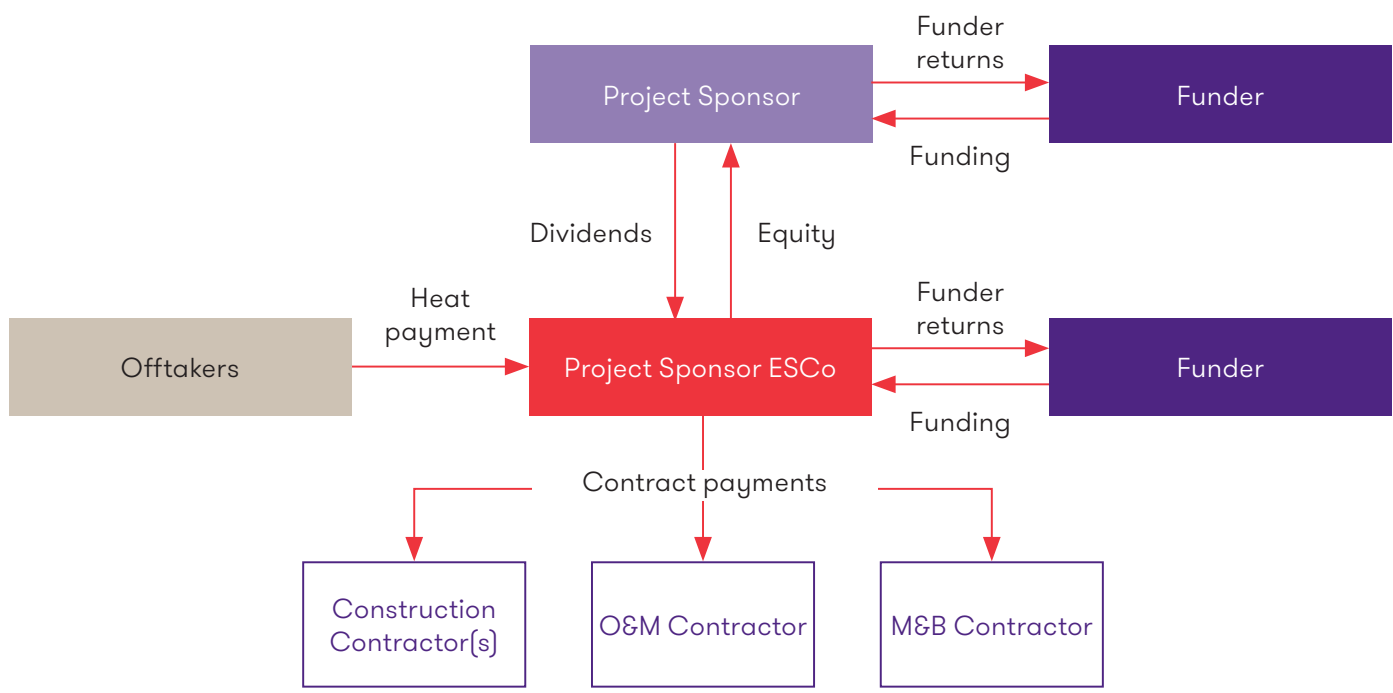 Funder
returns
Project Sponsor
Funder
Funding
Dividends
Equity
Heat
payment
Funder
returns
Offtakers
Project Sponsor ESCo
Funder
Funding
Contract payments
Construction
Contractor(s)
O&M Contractor
M&B Contractor